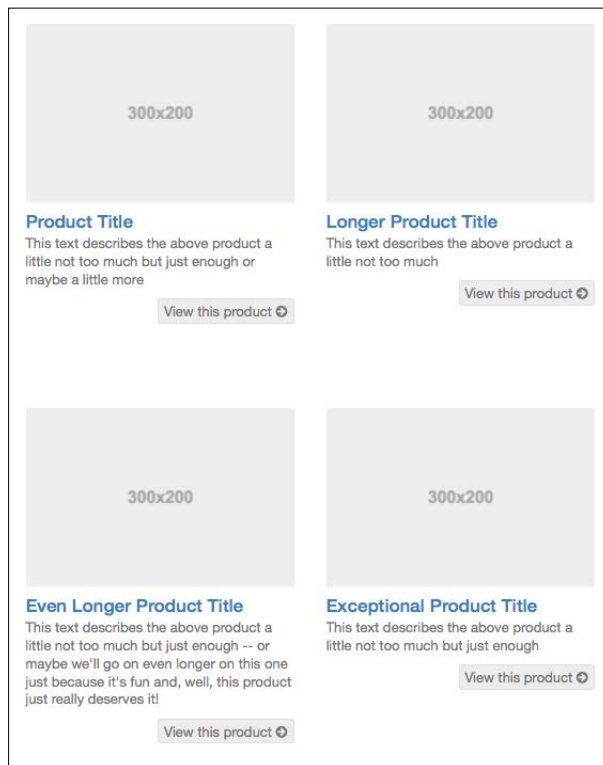 300x200
Product Title
This text describes the above product a
little not too much but just enough or
maybe a little more
View this product
300x200
Longer Product Title
This text describes the above product a
little not too much
View this product
300x200
Even Longer Product Title
This text describes the above product a
little not too much but just enough -- or
maybe we'll go on even longer on this one
just because it's fun and, well, this product
just really deserves it!
View this product
300x200
Exceptional Product Title
This text describes the above product a
little not too much but just enough
View this product